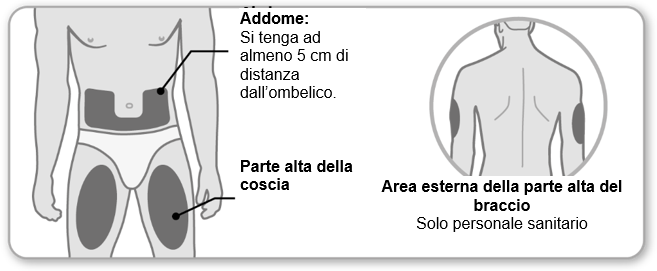 Addome:
Si tenga ad
almeno 5 cm di
distanza
dall’ombelico.
Parte alta della
coscia
Area esterna della parte alta del
braccio
Solo personale sanitario